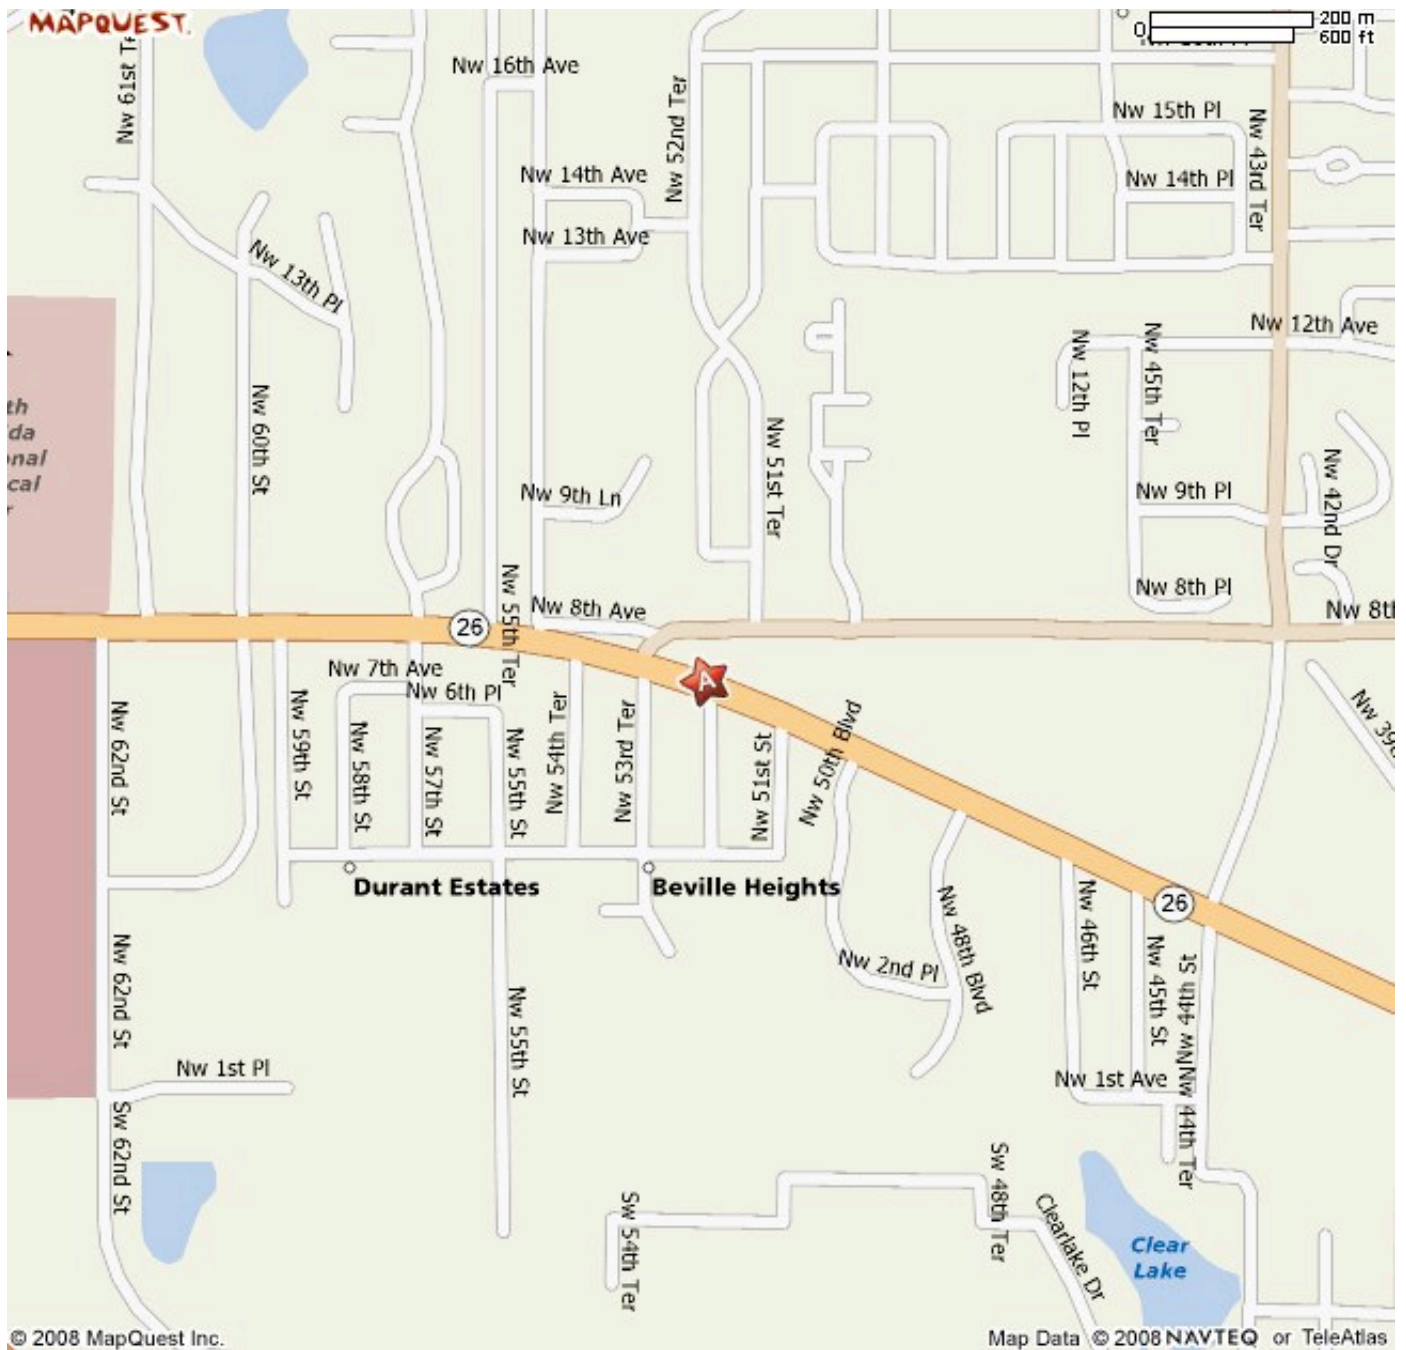 MAPQUEST.
0
200 m
600 ft
Nw 61st
Nw 16th Ave
Nw 52nd Ter
Nw 15th Pl
Nw 43rd Ter
Nw 14th Ave
Nw 14th Pl
Nw 13th Ave
Nw 13th Pl
Nw 12th Ave
Nw 12th Pl
Nw 45th Ter
th
ida
onal
cal
r
Nw 60th St
Nw 51st Ter
Nw 9th Ln
Nw 9th Pl
Nw 42nd Dr
Nw 8th Pl
Nw 8th Ave
Nw 8th
26
Nw 55th Ter
A
Nw 7th Ave
Nw 6th Pl
Nw 62nd St
Nw 59th St
Nw 58th St
Nw 57th St
Nw 55th St
Nw 54th Ter
Nw 53rd Ter
Nw 51st St
Nw 50th Blvd
Nw 39th
Durant Estates
Beville Heights
26
Nw 48th Blvd
Nw 46th St
Nw 2nd Pl
Nw 62nd St
Nw 45th St
Nw 44th St
Nw 55th St
Nw 1st Pl
Nw 1st Ave
Nw 44th Ter
Sw 62nd St
Sw 54th Ter
Sw 48th Ter
Clearlake Dr
Clear
Lake
© 2008 MapQuest Inc.
Map Data © 2008 NAVTEQ or TeleAtlas